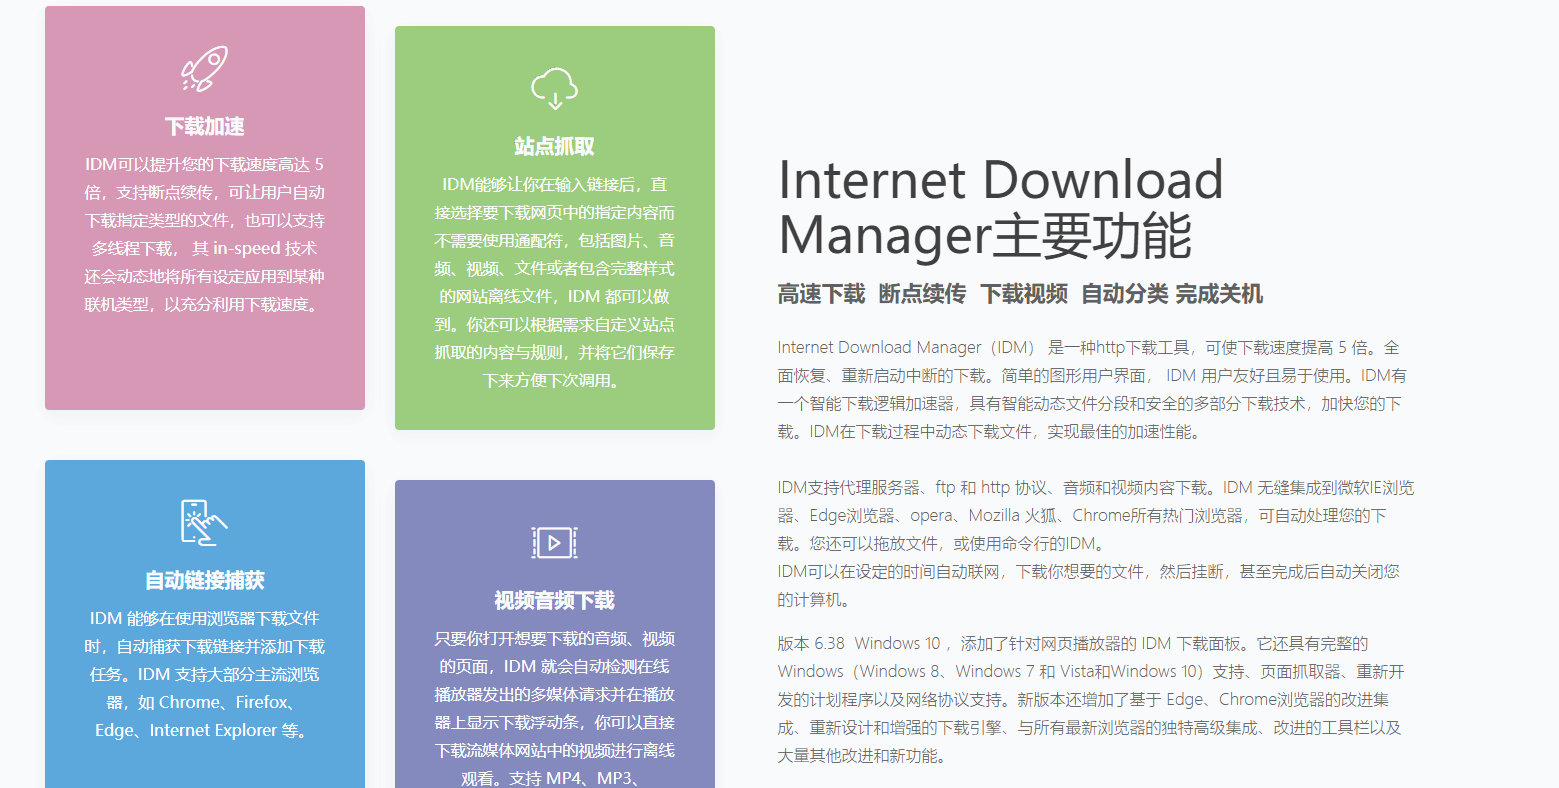 下载加速
IDM可以提升您的下载速度高达 5
倍，支持断点续传，可让用户自动
下载指定类型的文件，也可以支持
多线程下载， 其 in-speed 技术
还会动态地将所有设定应用到某种
联机类型，以充分利用下载速度。
站点抓取
IDM能够让你在输入链接后，直
接选择要下载网页中的指定内容而
不需要使用通配符，包括图片、音
频、视频、文件或者包含完整样式
的网站离线文件，IDM 都可以做
到。你还可以根据需求自定义站点
抓取的内容与规则，并将它们保存
下来方便下次调用。
自动链接捕获
IDM 能够在使用浏览器下载文件
时，自动捕获下载链接并添加下载
任务。IDM 支持大部分主流浏览
器，如 Chrome、Firefox、
Edge、Internet Explorer 等。
视频音频下载
只要你打开想要下载的音频、视频
的页面，IDM 就会自动检测在线
播放器发出的多媒体请求并在播放
器上显示下载浮动条，你可以直接
下载流媒体网站中的视频进行离线
观看。支持 MP4、MP3、
Internet Download
Manager主要功能
高速下载 断点续传 下载视频 自动分类 完成关机
Internet Download Manager（IDM） 是一种http下载工具，可使下载速度提高 5 倍。全
面恢复、重新启动中断的下载。简单的图形用户界面， IDM 用户友好且易于使用。IDM有
一个智能下载逻辑加速器，具有智能动态文件分段和安全的多部分下载技术，加快您的下
载。IDM在下载过程中动态下载文件，实现最佳的加速性能。
IDM支持代理服务器、ftp 和 http 协议、音频和视频内容下载。IDM 无缝集成到微软IE浏览
器、Edge浏览器、opera、Mozilla 火狐、Chrome所有热门浏览器，可自动处理您的下
载。您还可以拖放文件，或使用命令行的IDM。
IDM可以在设定的时间自动联网，下载你想要的文件，然后挂断，甚至完成后自动关闭您
的计算机。
版本 6.38 Windows 10 ，添加了针对网页播放器的 IDM 下载面板。它还具有完整的
Windows（Windows 8、Windows 7 和 Vista和Windows 10）支持、页面抓取器、重新开
发的计划程序以及网络协议支持。新版本还增加了基于 Edge、Chrome浏览器的改进集
成、重新设计和增强的下载引擎、与所有最新浏览器的独特高级集成、改进的工具栏以及
大量其他改进和新功能。